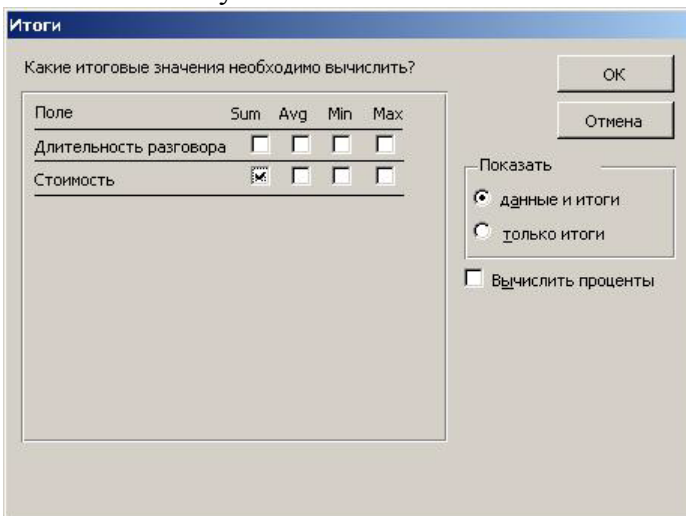 Итоги
Какие итоговые значения необходимо вычислить?
Поле Sum Avg Min Max
Длительность разговора
Стоимость
ОК
Отмена
Показать
данные и итоги
только итоги
Вычислить проценты